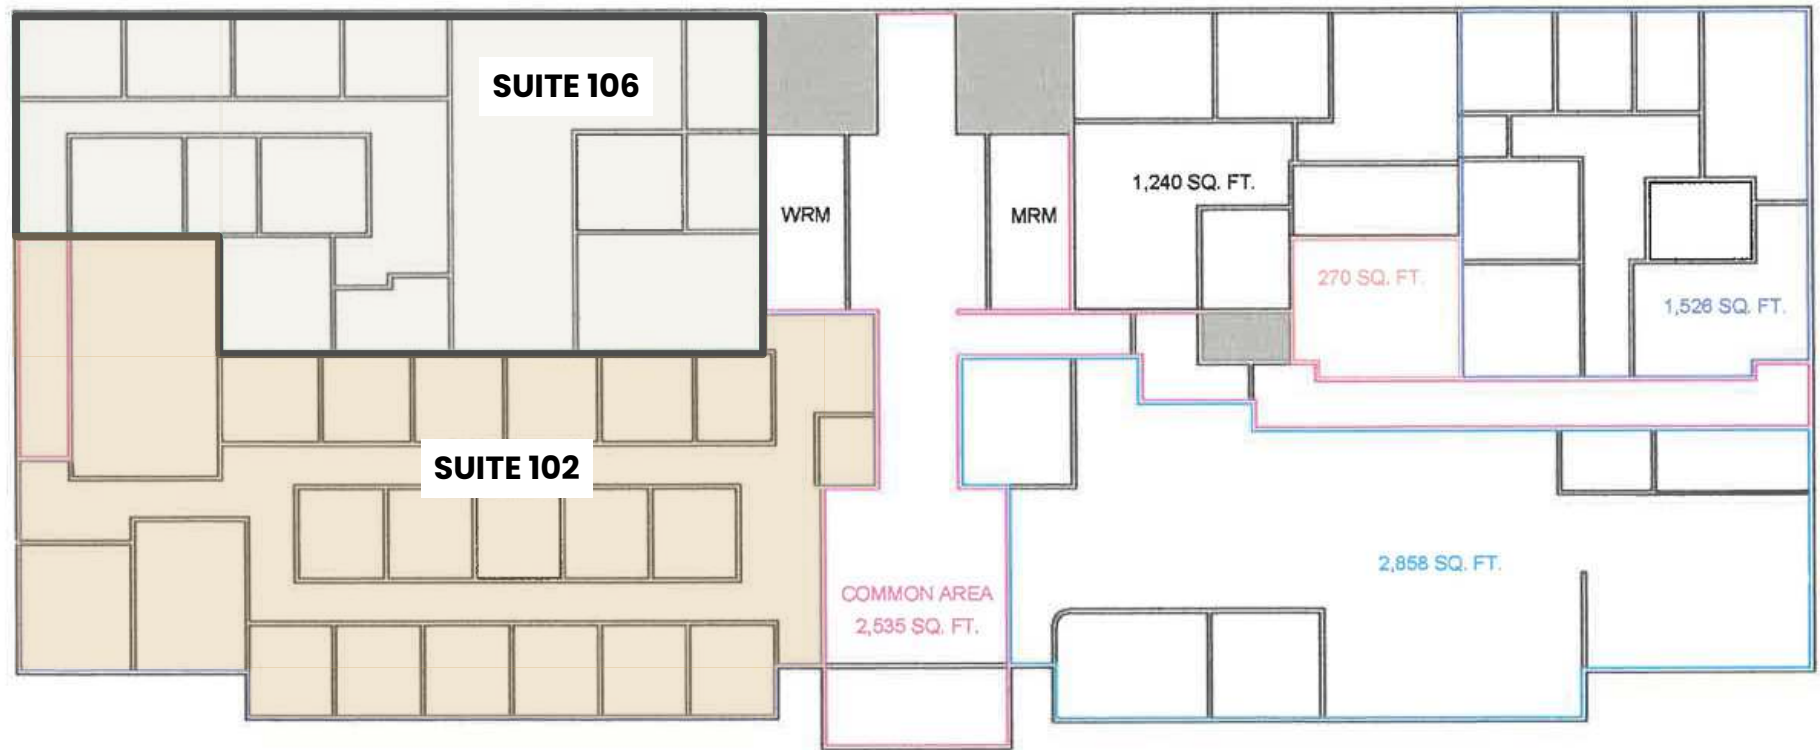 SUITE 106
1,240 SQ. FT.
WRM
MRM
270 SQ. FT.
1,526 SQ. FT.
SUITE 102
2,858 SQ. FT.
COMMON AREA
2,535 SQ. FT.